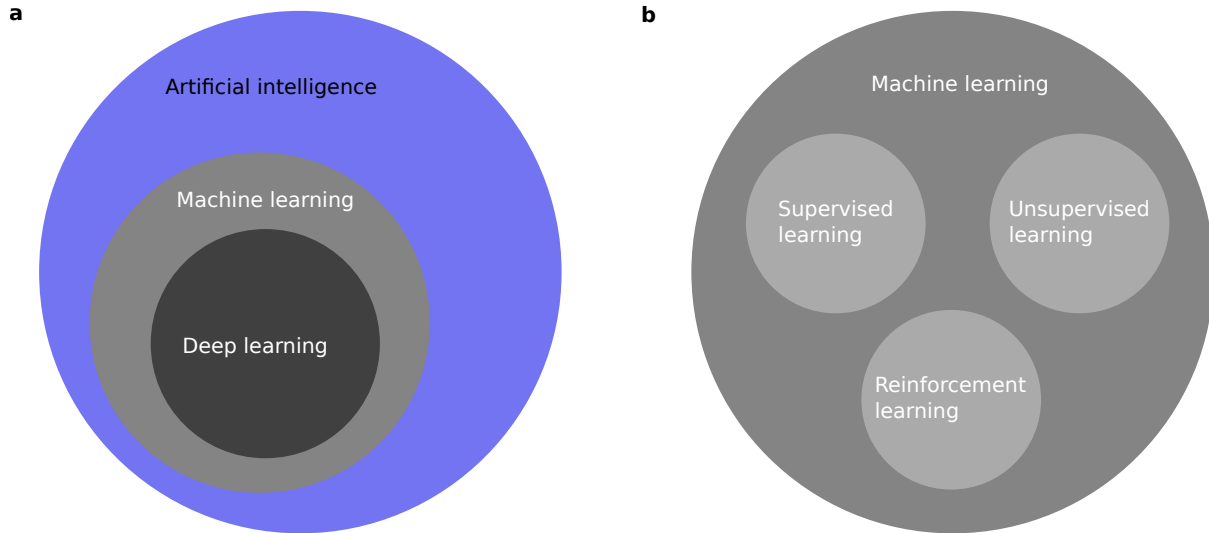 a
Artificial intelligence
Machine learning
Deep learning
b
Machine learning
Supervised
learning
Unsupervised
learning
Reinforcement
learning